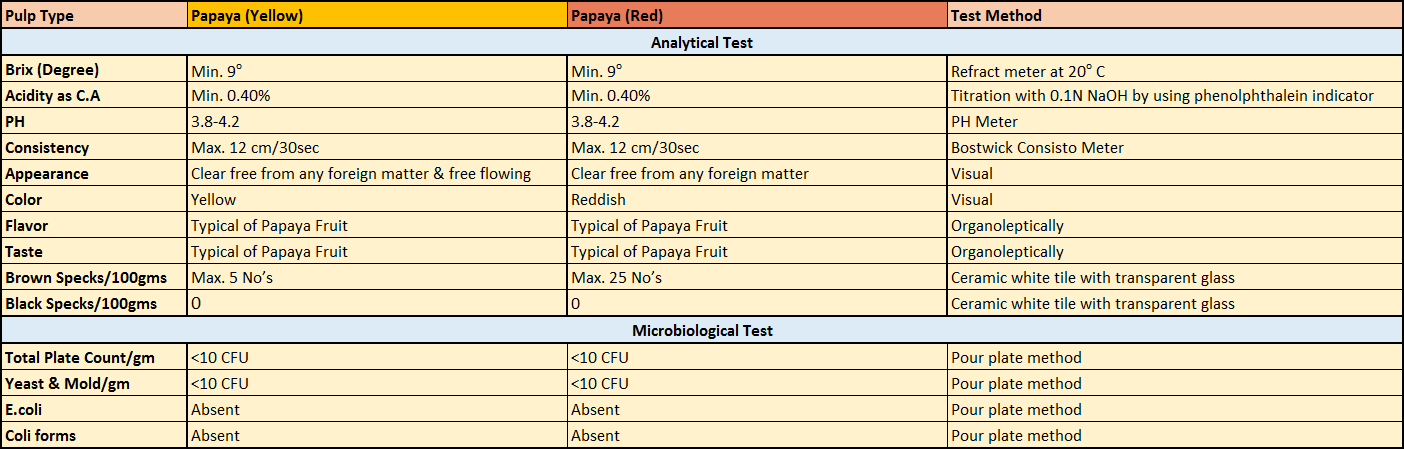 Pulp Type Papaya (Yellow) Papaya (Red) Test Method
Analytical Test
Brix (Degree) Min. 9° Min. 9° Refract meter at 20° C
Acidity as C.A Min. 0.40% Min. 0.40% Titration with 0.1N NaOH by using phenolphthalein indicator
PH 3.8-4.2 3.8-4.2 PH Meter
Consistency Max. 12 cm/30sec Max. 12 cm/30sec Bostwick Consisto Meter
Appearance Clear free from any foreign matter & free flowing Clear free from any foreign matter Visual
Color Yellow Reddish Visual
Flavor Typical of Papaya Fruit Typical of Papaya Fruit Organoleptically
Taste Typical of Papaya Fruit Typical of Papaya Fruit Organoleptically
Brown Specks/100gms Max. 5 No’s Max. 25 No’s Ceramic white tile with transparent glass
Black Specks/100gms 0 0 Ceramic white tile with transparent glass
Microbiological Test
Total Plate Count/gm <10 CFU <10 CFU Pour plate method
Yeast & Mold/gm <10 CFU <10 CFU Pour plate method
E.coli Absent Absent Pour plate method
Coli forms Absent Absent Pour plate method